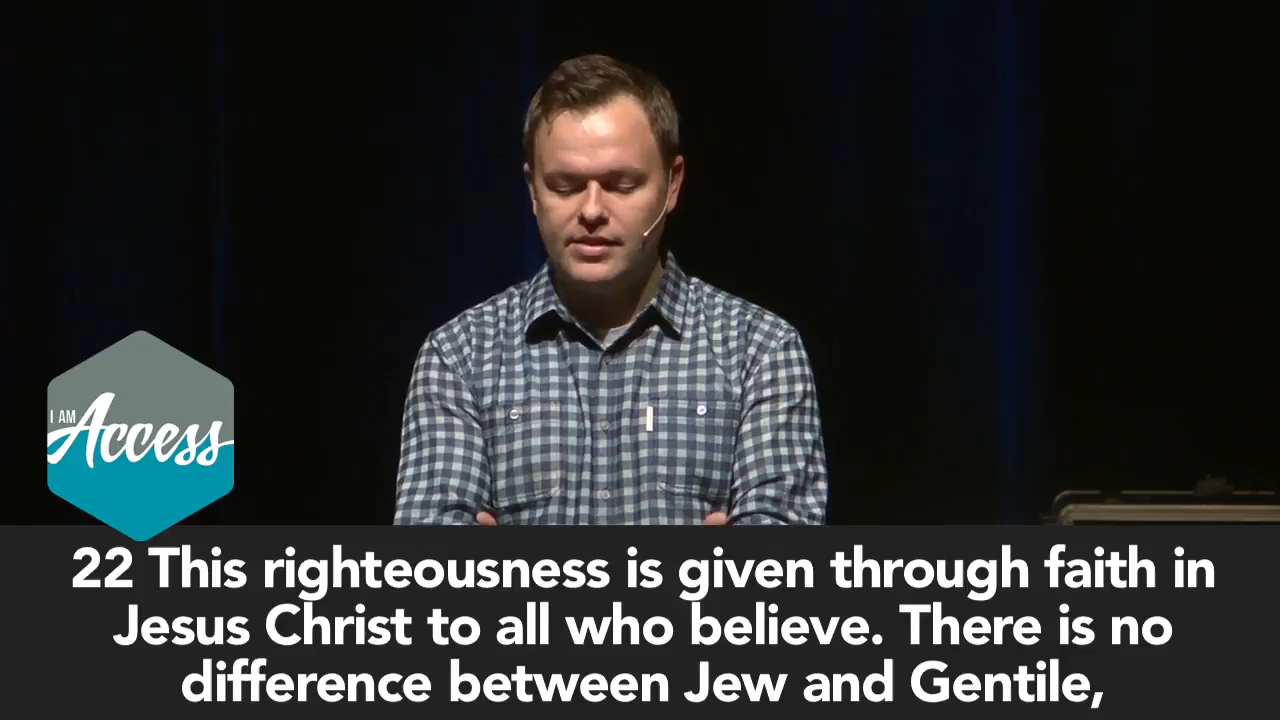 I AM
Access
22 This righteousness is given through faith in
Jesus Christ to all who believe. There is no
difference between Jew and Gentile,